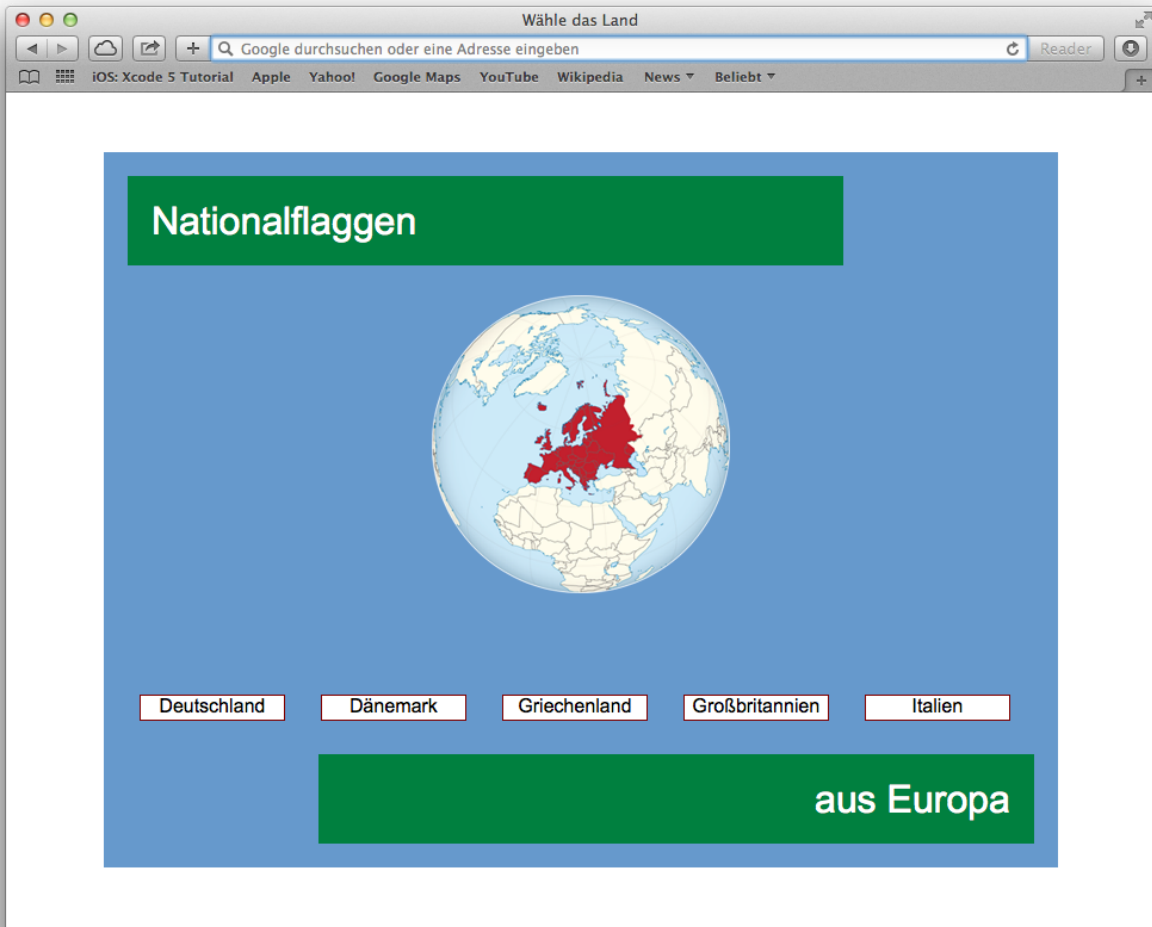 Wähle das Land
Google durchsuchen oder eine Adresse eingeben
Reader
iOS: Xcode 5 Tutorial Apple Yahoo! Google Maps YouTube Wikipedia News Beliebt
Nationalflaggen
Deutschland Dänemark Griechenland Großbritannien Italien
aus Europa